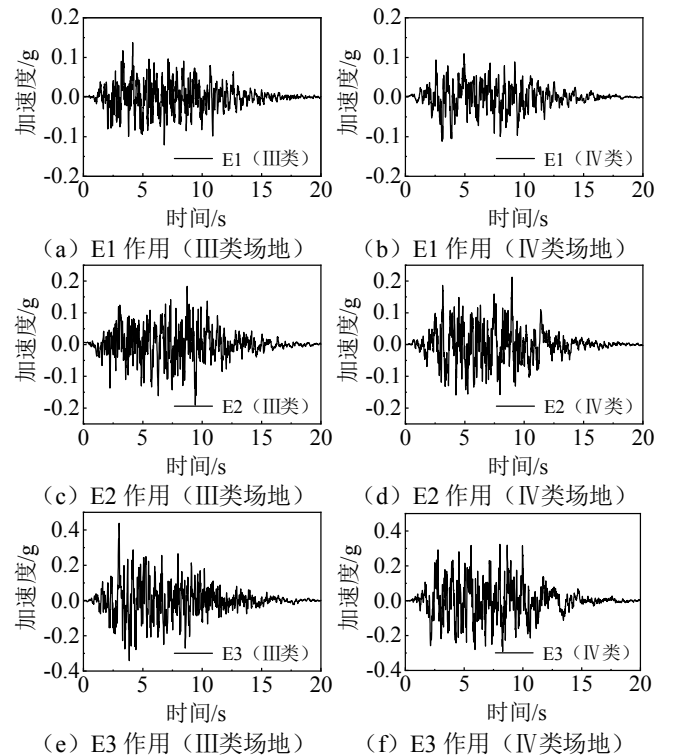 0.2
0.1
0.0
-0.1
-0.2
加速度/g
E1（Ⅲ类）
0 5 10 15 20
时间/s
（a）E1 作用（Ⅲ类场地）
0.2
0.1
0.0
-0.1
-0.2
加速度/g
E1（Ⅳ类）
0 5 10 15 20
时间/s
（b）E1 作用（Ⅳ类场地）
0.2
0.1
0.0
-0.1
-0.2
加速度/g
E2（Ⅲ类）
0 5 10 15 20
时间/s
（c）E2 作用（Ⅲ类场地）
0.2
0.1
0.0
-0.1
-0.2
加速度/g
E2（Ⅳ类）
0 5 10 15 20
时间/s
（d）E2 作用（Ⅳ类场地）
0.4
0.2
0.0
-0.2
-0.4
加速度/g
E3（Ⅲ类）
0 5 10 15 20
时间/s
（e）E3 作用（Ⅲ类场地）
0.4
0.2
0.0
-0.2
-0.4
加速度/g
E3（Ⅳ类）
0 5 10 15 20
时间/s
（f）E3 作用（Ⅳ类场地）